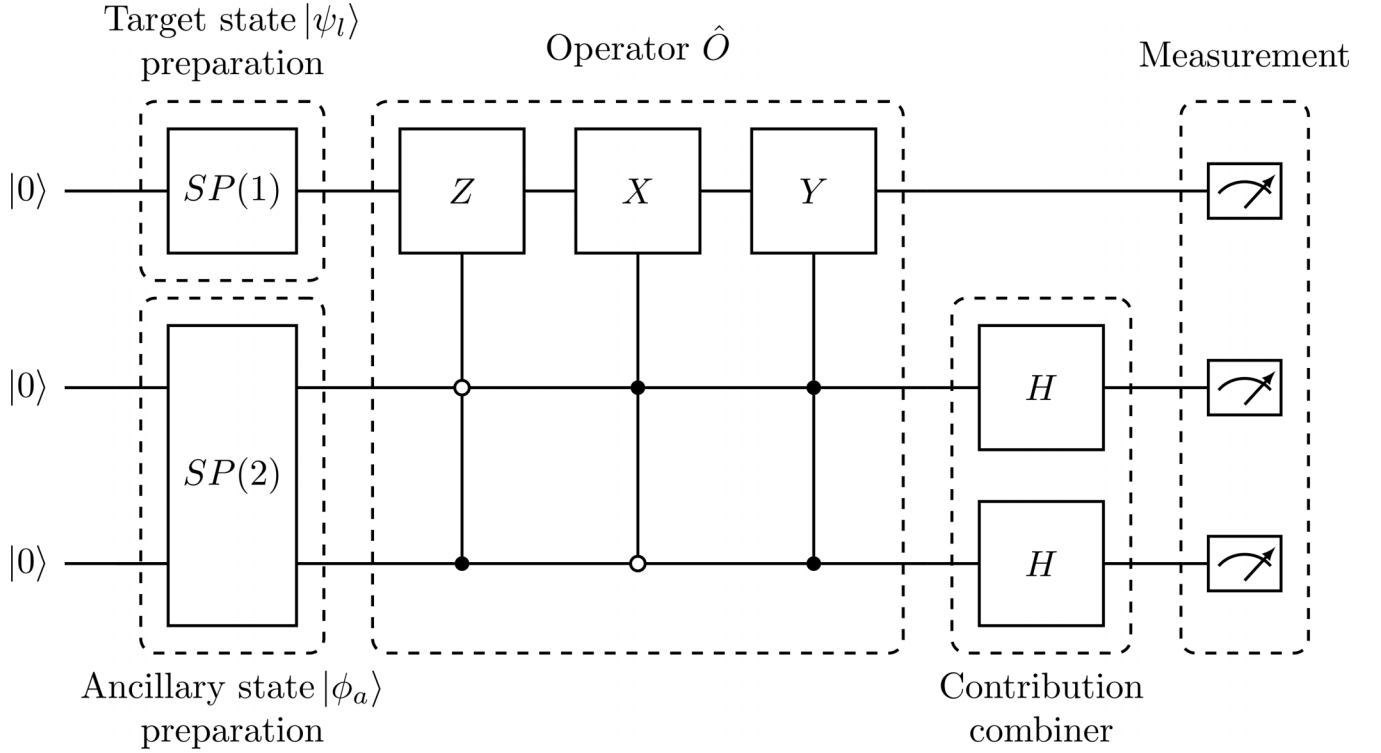 Target state |ψ_l⟩
preparation
Operator Ô
Measurement
|0⟩ SP(1) Z X Y
|0⟩ H
SP(2)
|0⟩ H
Ancillary state |ϕ_a⟩
preparation
Contribution
combiner